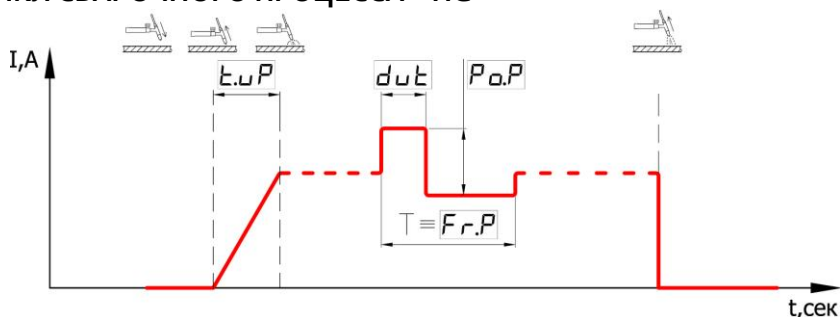 I,A
t.uP
dut
Po.P
T ≡ Fr.P
t,сек